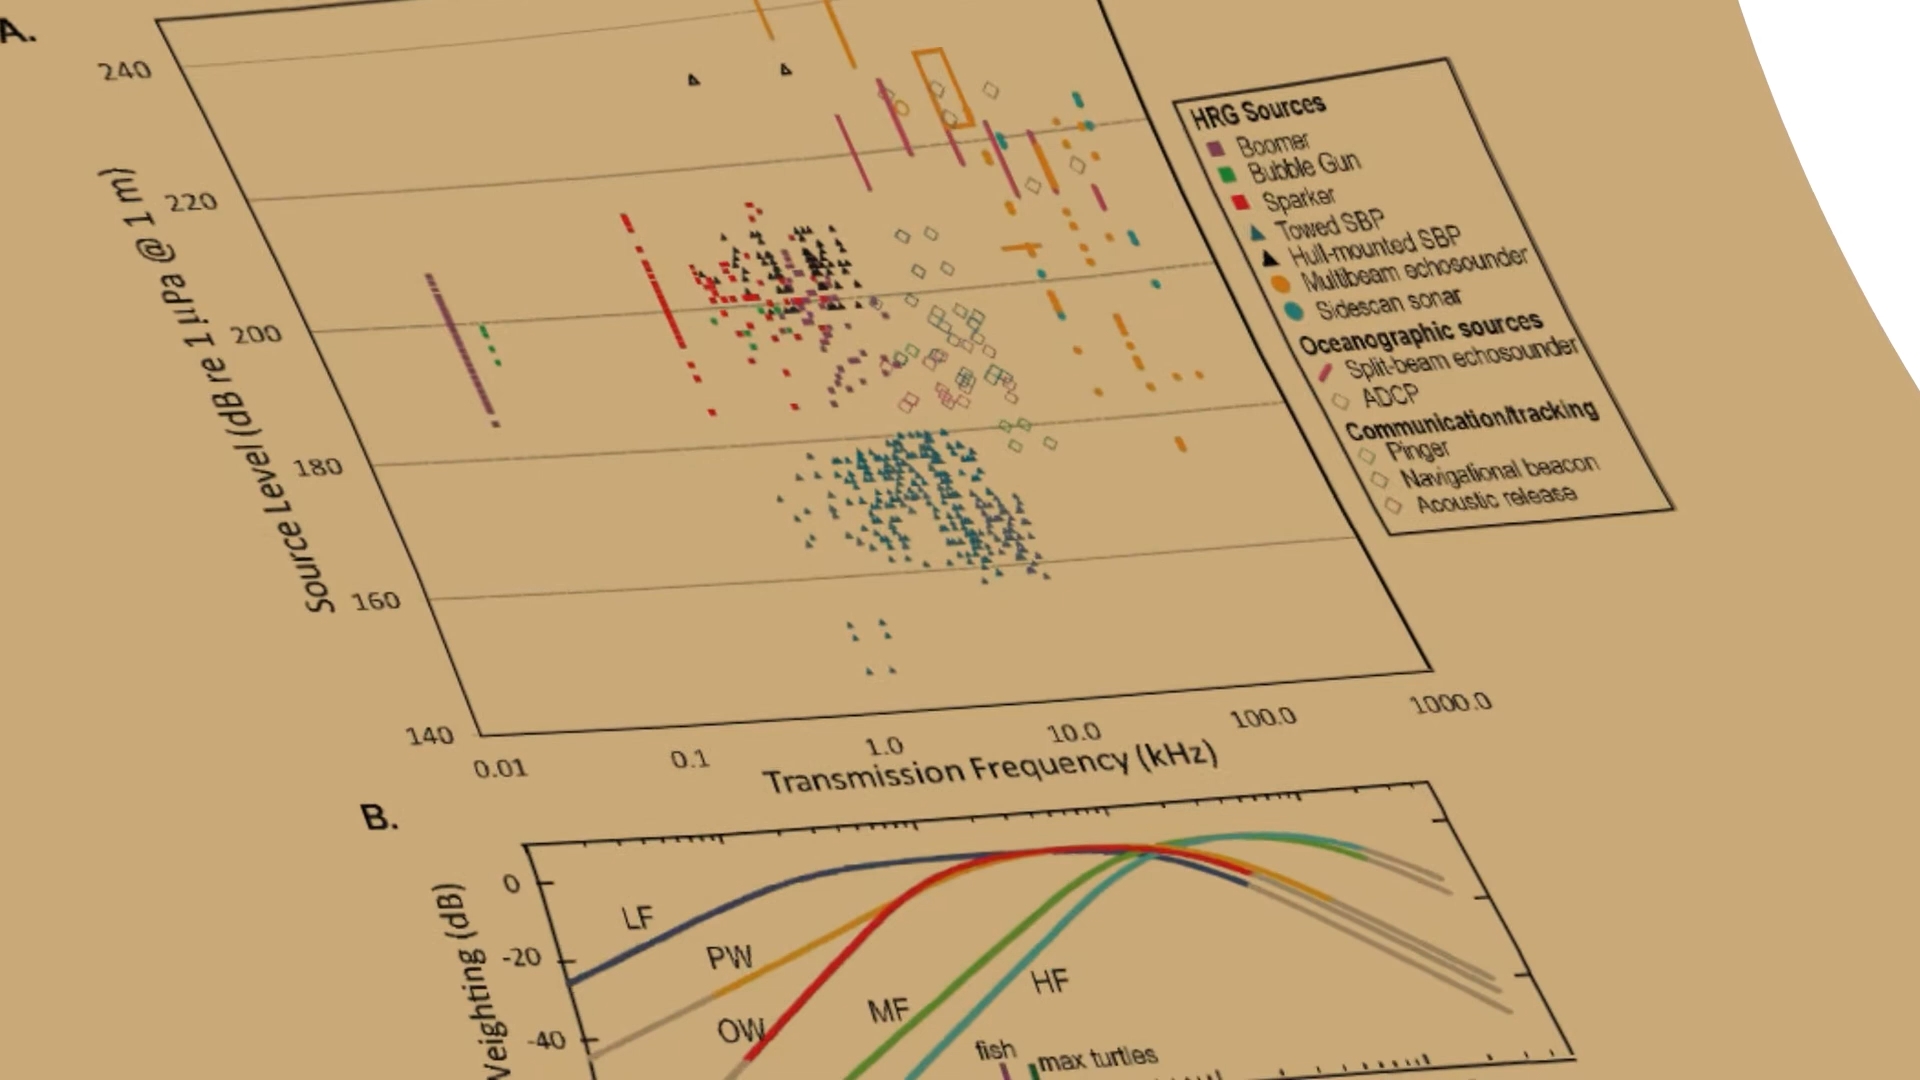 A.
240
220
200
180
160
140
Source Level (dB re 1 µPa @ 1 m)
0.01
0.1
1.0
10.0
100.0
1000.0
Transmission Frequency (kHz)
HRG Sources
Boomer
Bubble Gun
Sparker
Towed SBP
Hull-mounted SBP
Multibeam echosounder
Sidescan sonar
Oceanographic sources
Split-beam echosounder
ADCP
Communication/tracking
Pinger
Navigational beacon
Acoustic release
B.
0
-20
-40
Weighting (dB)
LF
PW
OW
MF
HF
fish
max turtles